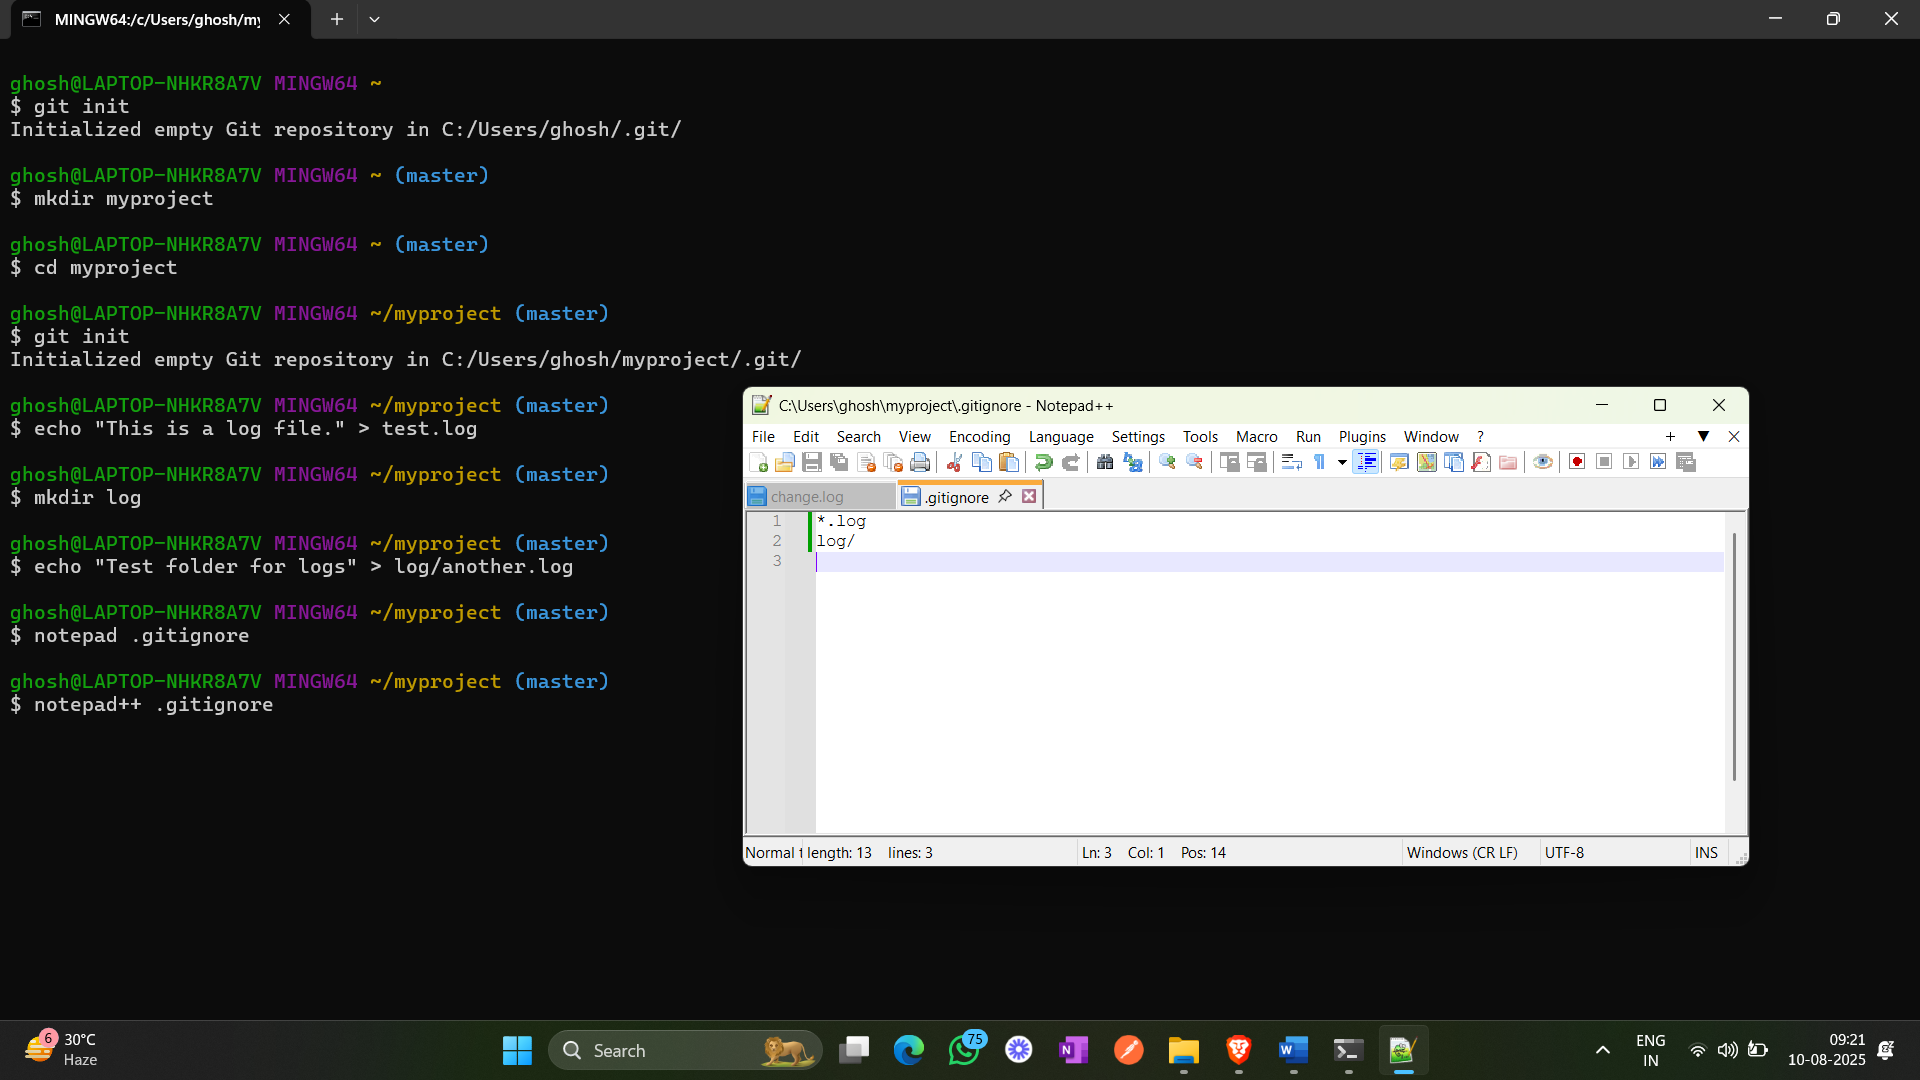 MINGW64:/c/Users/ghosh/my
ghosh@LAPTOP-NHKR8A7V MINGW64 ~
$ git init
Initialized empty Git repository in C:/Users/ghosh/.git/
ghosh@LAPTOP-NHKR8A7V MINGW64 ~ (master)
$ mkdir myproject
ghosh@LAPTOP-NHKR8A7V MINGW64 ~ (master)
$ cd myproject
ghosh@LAPTOP-NHKR8A7V MINGW64 ~/myproject (master)
$ git init
Initialized empty Git repository in C:/Users/ghosh/myproject/.git/
ghosh@LAPTOP-NHKR8A7V MINGW64 ~/myproject (master)
$ echo "This is a log file." > test.log
ghosh@LAPTOP-NHKR8A7V MINGW64 ~/myproject (master)
$ mkdir log
ghosh@LAPTOP-NHKR8A7V MINGW64 ~/myproject (master)
$ echo "Test folder for logs" > log/another.log
ghosh@LAPTOP-NHKR8A7V MINGW64 ~/myproject (master)
$ notepad .gitignore
ghosh@LAPTOP-NHKR8A7V MINGW64 ~/myproject (master)
$ notepad++ .gitignore
C:\Users\ghosh\myproject\.gitignore - Notepad++
File Edit Search View Encoding Language Settings Tools Macro Run Plugins Window ?
change.log .gitignore
1 *.log
2 log/
3
Normal t length: 13 lines: 3 Ln: 3 Col: 1 Pos: 14 Windows (CR LF) UTF-8 INS
6 30°C
Haze
Search
75
ENG
IN
09:21
10-08-2025